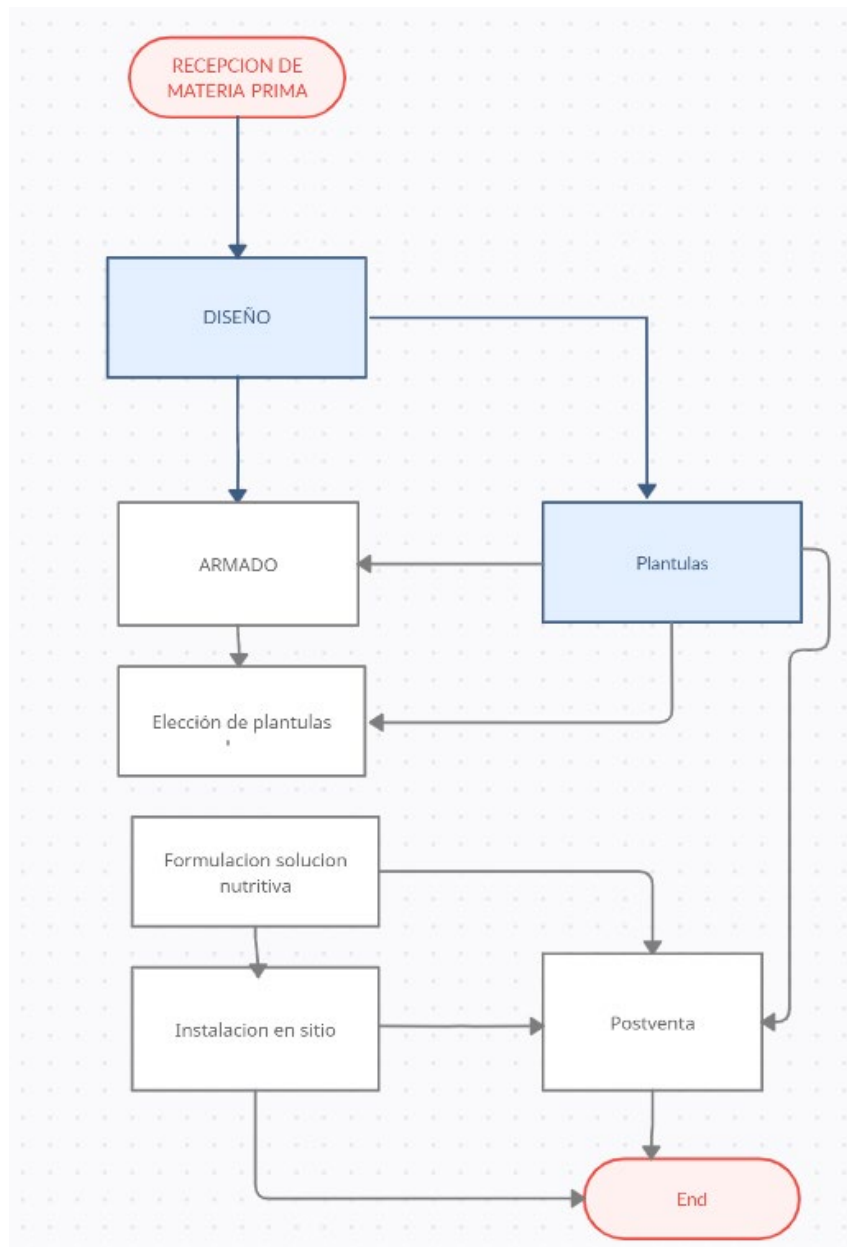 RECEPCION DE
MATERIA PRIMA
DISEÑO
ARMADO
Plantulas
Elección de plantulas
Formulacion solucion
nutritiva
Instalacion en sitio
Postventa
End